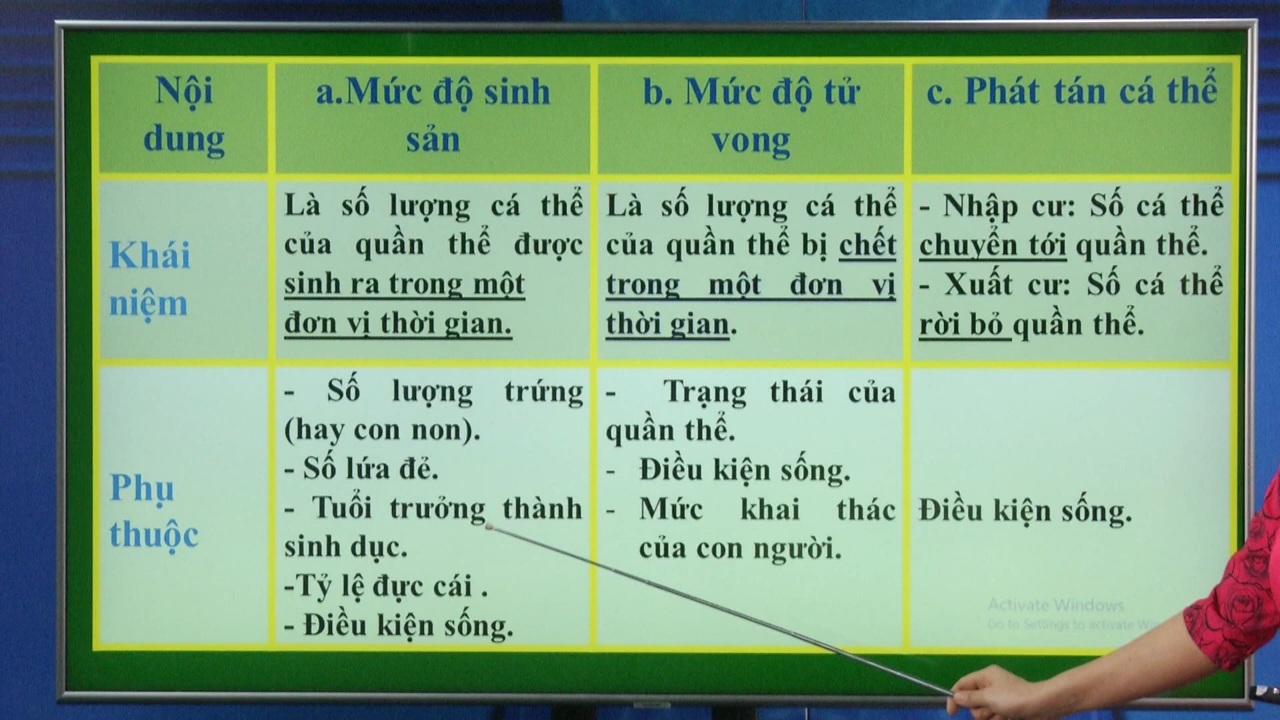 Nội
dung
a.Mức độ sinh
sản
b. Mức độ tử
vong
c. Phát tán cá thể
Khái
niệm
Là số lượng cá thể
của quần thể được
sinh ra trong một
đơn vị thời gian.
Là số lượng cá thể
của quần thể bị chết
trong một đơn vị
thời gian.
- Nhập cư: Số cá thể
chuyển tới quần thể.
- Xuất cư: Số cá thể
rời bỏ quần thể.
Phụ
thuộc
- Số lượng trứng
(hay con non).
- Số lứa đẻ.
- Tuổi trưởng thành
sinh dục.
-Tỷ lệ đực cái .
- Điều kiện sống.
- Trạng thái của
quần thể.
- Điều kiện sống.
- Mức khai thác
của con người.
Điều kiện sống.
Activate Windows
Go to Settings to activate